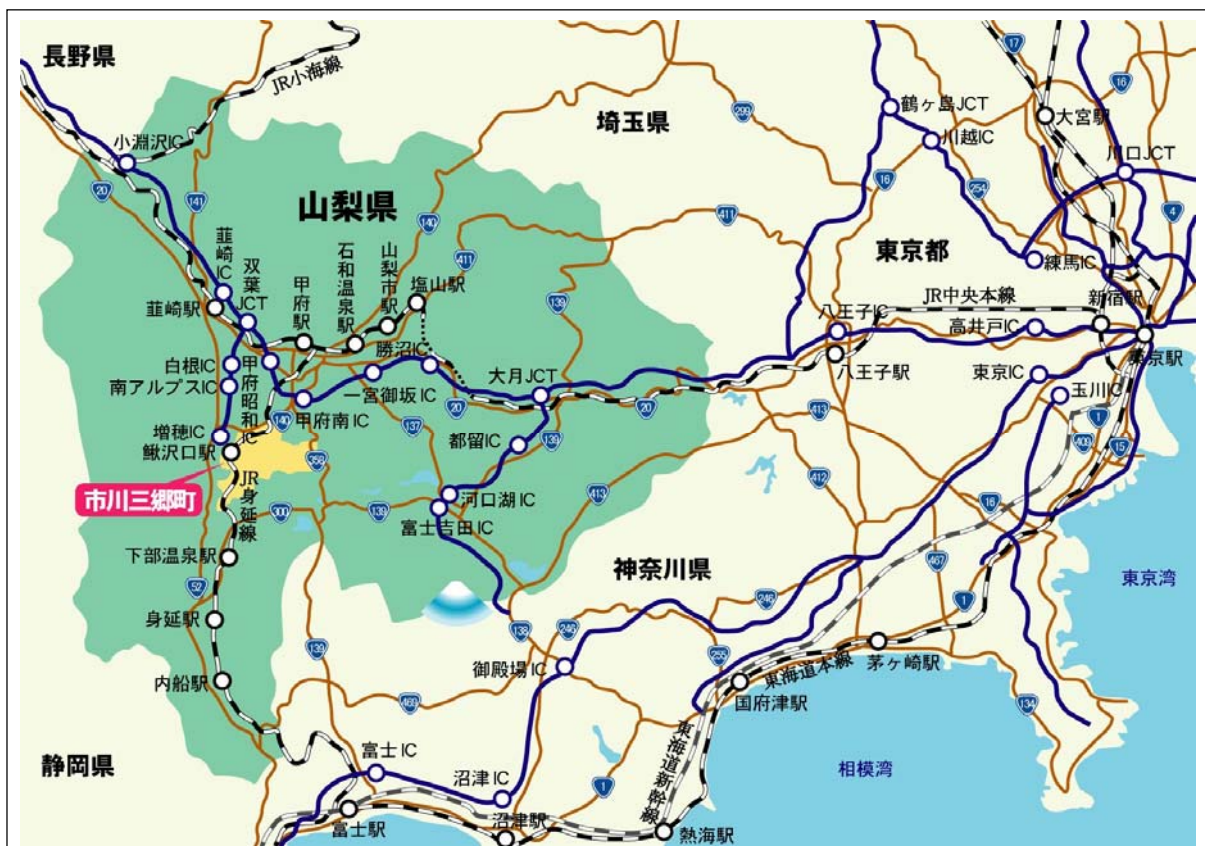 長野県
JR小海線
17
16
299
埼玉県
鶴ヶ島JCT
大宮駅
小淵沢IC
川越IC
川口JCT
20
141
山梨県
140
16
254
411
4
韮崎IC
双葉JCT
甲府駅
石和温泉駅
山梨市駅
411
塩山駅
東京都
練馬IC
139
新宿駅
韮崎駅
JR中央本線
八王子IC
高井戸IC
東京駅
勝沼IC
白根IC
南アルプスIC
甲府昭和IC
一宮御坂IC
大月JCT
20
20
八王子駅
東京IC
玉川IC
1
140
甲府南IC
137
413
増穂IC
鰍沢口駅
都留IC
139
409
15
358
市川三郷町
JR身延線
河口湖IC
413
412
16
300
139
富士吉田IC
下部温泉駅
52
神奈川県
467
東京湾
身延駅
138
246
246
1
139
255
御殿場IC
茅ヶ崎駅
東海道本線
内船駅
469
国府津駅
134
静岡県
富士IC
沼津IC
1
東海道新幹線
相模湾
富士駅
沼津駅
熱海駅